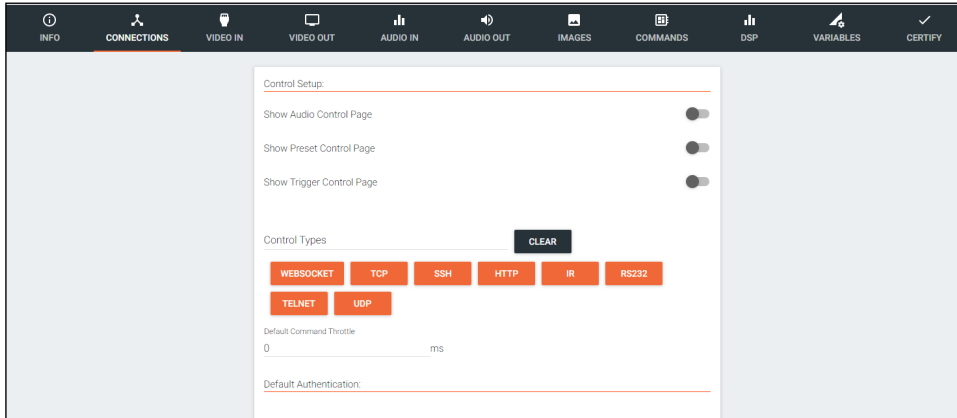 INFO CONNECTIONS VIDEO IN VIDEO OUT AUDIO IN AUDIO OUT IMAGES COMMANDS DSP VARIABLES CERTIFY
Control Setup:
Show Audio Control Page
Show Preset Control Page
Show Trigger Control Page
Control Types CLEAR
WEBSOCKET TCP SSH HTTP IR RS232
TELNET UDP
Default Command Throttle
0 ms
Default Authentication: